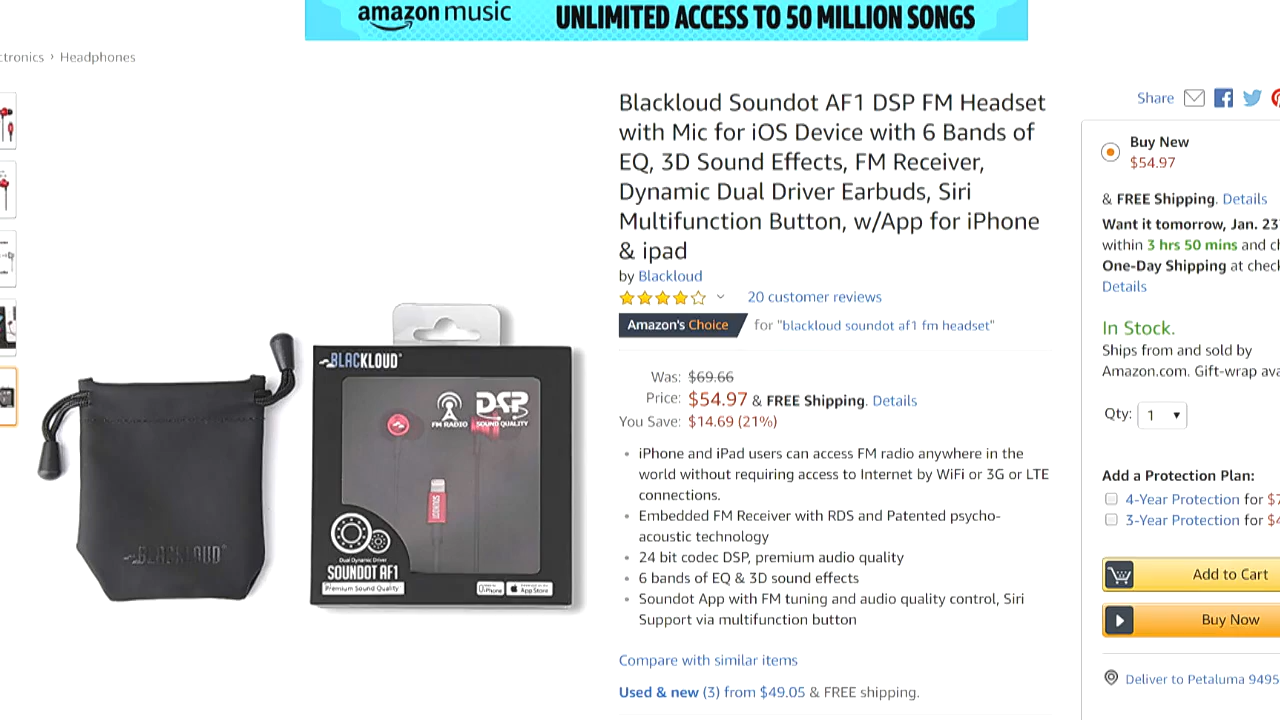 amazon music UNLIMITED ACCESS TO 50 MILLION SONGS
ctronics › Headphones
Share
Blackloud Soundot AF1 DSP FM Headset
with Mic for iOS Device with 6 Bands of
EQ, 3D Sound Effects, FM Receiver,
Dynamic Dual Driver Earbuds, Siri
Multifunction Button, w/App for iPhone
& ipad
by Blackloud
20 customer reviews
Amazon's Choice for "blackloud soundot af1 fm headset"
Was: $69.66
Price: $54.97 & FREE Shipping. Details
You Save: $14.69 (21%)
• iPhone and iPad users can access FM radio anywhere in the
world without requiring access to Internet by WiFi or 3G or LTE
connections.
• Embedded FM Receiver with RDS and Patented psycho-
acoustic technology
• 24 bit codec DSP, premium audio quality
• 6 bands of EQ & 3D sound effects
• Soundot App with FM tuning and audio quality control, Siri
Support via multifunction button
Compare with similar items
Used & new (3) from $49.05 & FREE shipping.
BLACKLOUD
DSP
FM RADIO SOUND QUALITY
SOUNDOT
Dual Dynamic Driver
SOUNDOT AF1
Premium Sound Quality
iPhone App Store
BLACKLOUD
Buy New
$54.97
& FREE Shipping. Details
Want it tomorrow, Jan. 23
within 3 hrs 50 mins and c
One-Day Shipping at chec
Details
In Stock.
Ships from and sold by
Amazon.com. Gift-wrap ava
Qty: 1
Add a Protection Plan:
4-Year Protection for $7
3-Year Protection for $4
Add to Cart
Buy Now
Deliver to Petaluma 9495